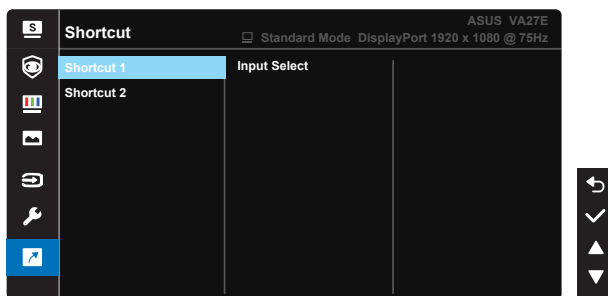 S
Shortcut
ASUS VA27E
Standard Mode DisplayPort 1920 x 1080 @ 75Hz
Shortcut 1
Input Select
Shortcut 2